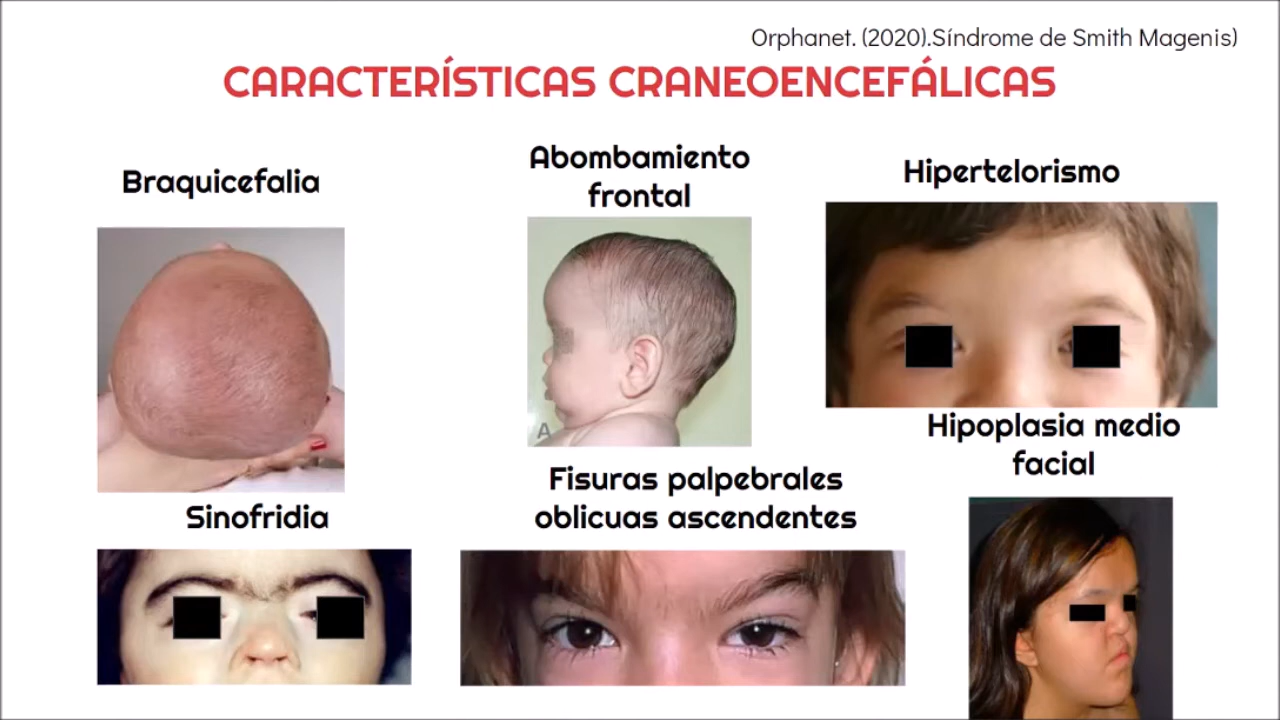 Orphanet. (2020).Síndrome de Smith Magenis)
CARACTERÍSTICAS CRANEOENCEFÁLICAS
Braquicefalia
Abombamiento
frontal
Hipertelorismo
A
Sinofridia
Fisuras palpebrales
oblicuas ascendentes
Hipoplasia medio
facial